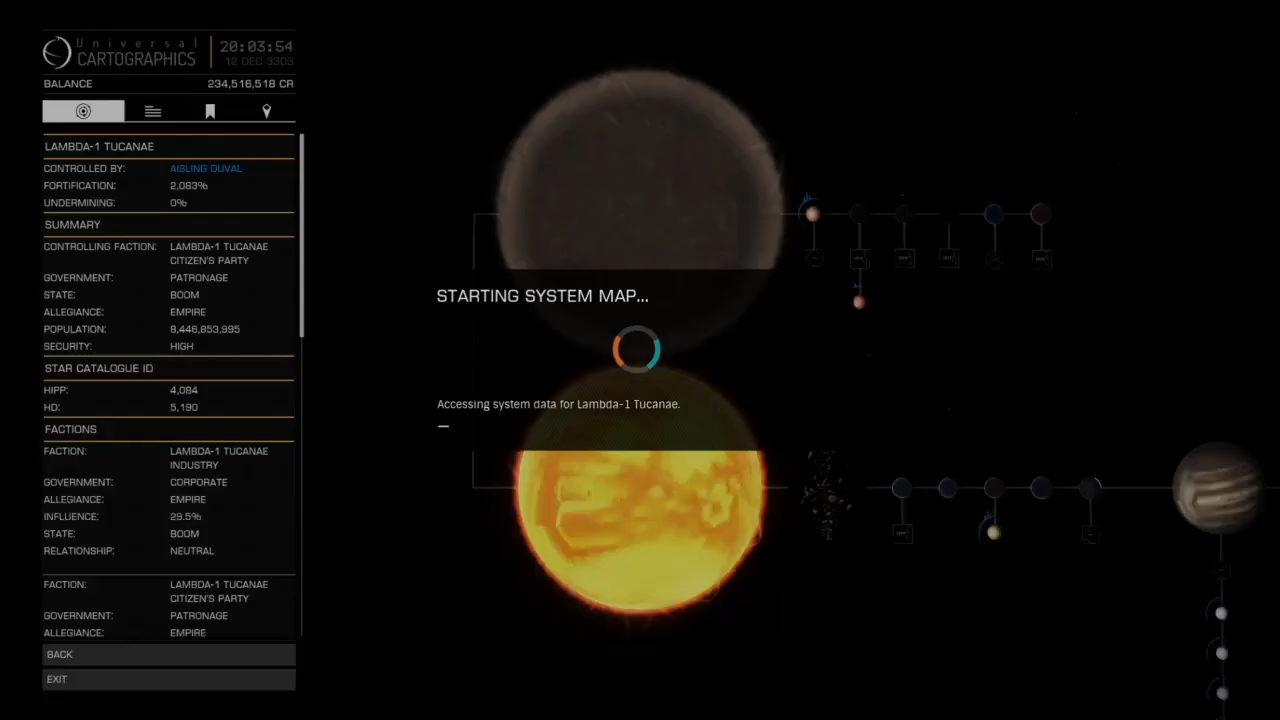 Universal
CARTOGRAPHICS
20:03:54
12 DEC 3303
BALANCE 234,516,518 CR
LAMBDA-1 TUCANAE
CONTROLLED BY: AISLING DUVAL
FORTIFICATION: 2,083%
UNDERMINING: 0%
SUMMARY
CONTROLLING FACTION: LAMBDA-1 TUCANAE
CITIZEN'S PARTY
GOVERNMENT: PATRONAGE
STATE: BOOM
ALLEGIANCE: EMPIRE
POPULATION: 8,446,853,995
SECURITY: HIGH
STAR CATALOGUE ID
HIPP: 4,084
HD: 5,190
FACTIONS
FACTION: LAMBDA-1 TUCANAE
INDUSTRY
GOVERNMENT: CORPORATE
ALLEGIANCE: EMPIRE
INFLUENCE: 29.5%
STATE: BOOM
RELATIONSHIP: NEUTRAL
FACTION: LAMBDA-1 TUCANAE
CITIZEN'S PARTY
GOVERNMENT: PATRONAGE
ALLEGIANCE: EMPIRE
BACK
EXIT
STARTING SYSTEM MAP...
Accessing system data for Lambda-1 Tucanae.